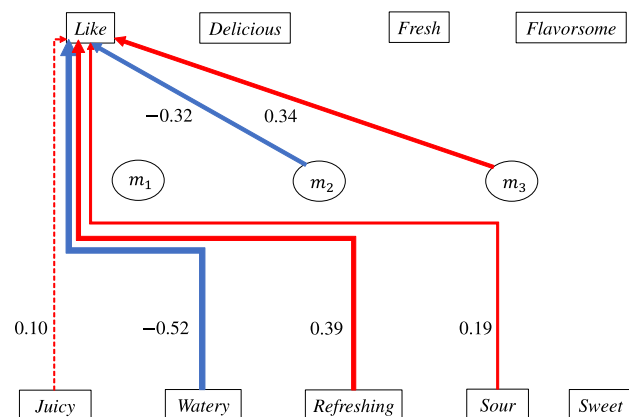 Like Delicious Fresh Flavorsome
−0.32 0.34
m₁ m₂ m₃
0.10 −0.52 0.39 0.19
Juicy Watery Refreshing Sour Sweet